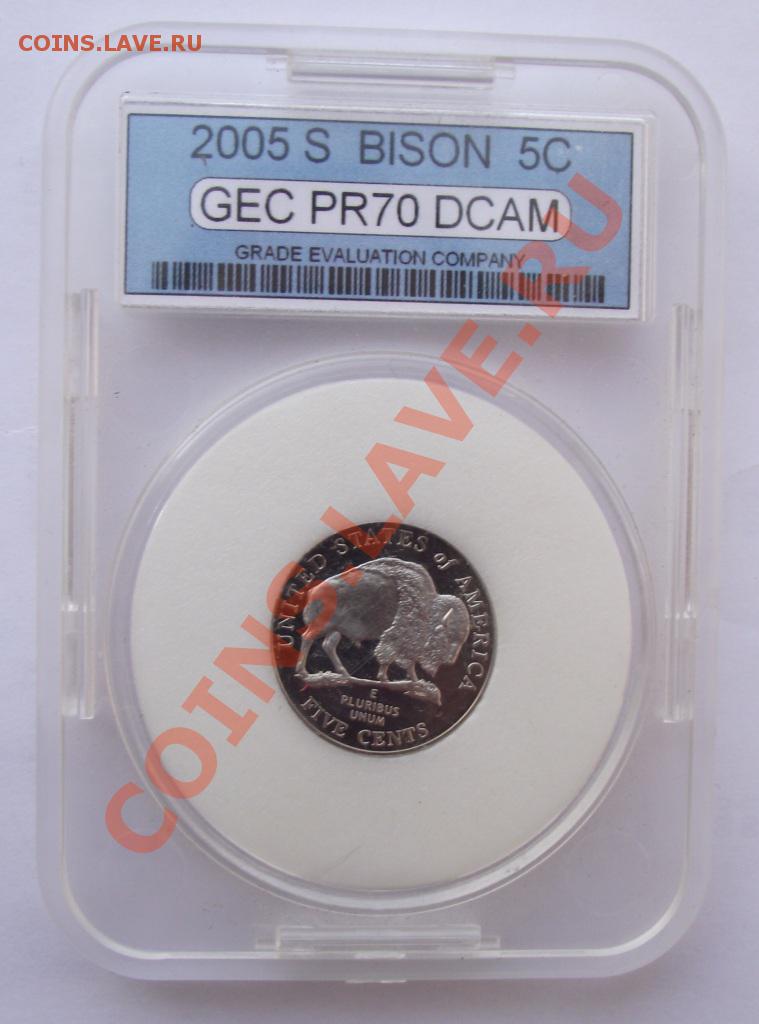 COINS.LAVE.RU
2005 S BISON 5C
GEC PR70 DCAM
GRADE EVALUATION COMPANY
UNITED STATES of AMERICA
E
PLURIBUS
UNUM
FIVE CENTS
COINS.LAVE.RU